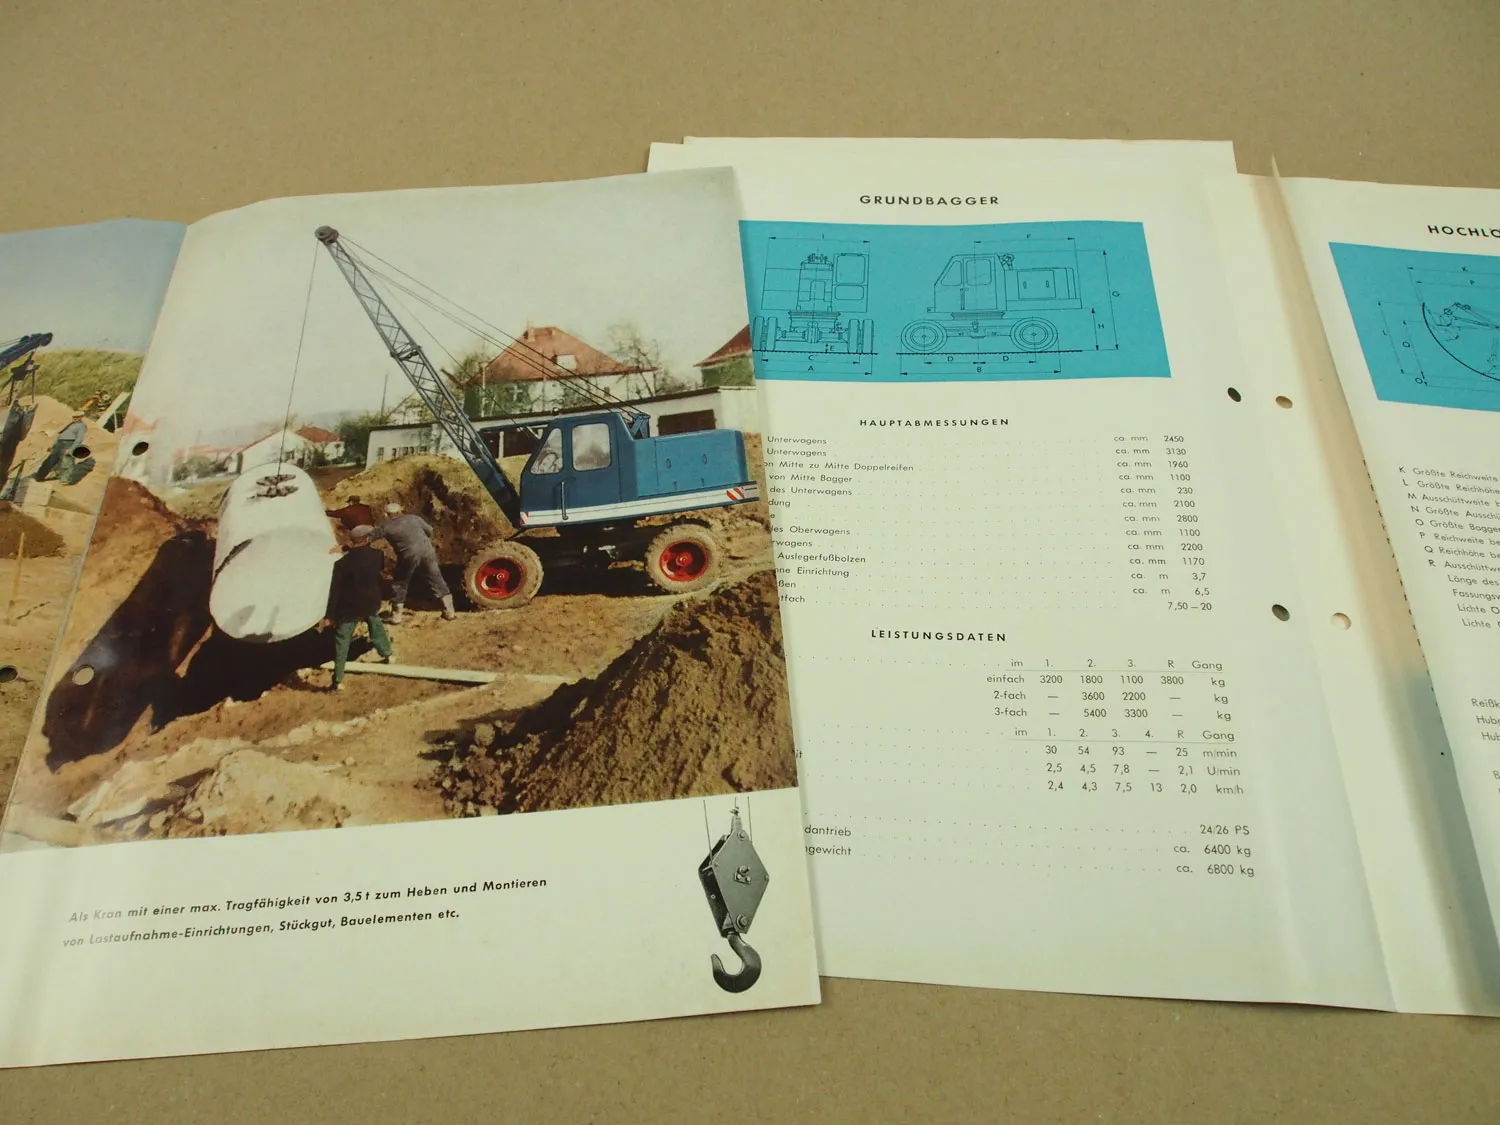 Als Kran mit einer max. Tragfähigkeit von 3,5 t zum Heben und Montieren
von Lastaufnahme-Einrichtungen, Stückgut, Bauelementen etc.
GRUNDBAGGER
I
F
G
H
E
C
A
D
D
B
HAUPTABMESSUNGEN
Unterwagens ca. mm 2450
Unterwagens ca. mm 3130
on Mitte zu Mitte Doppelreifen ca. mm 1960
von Mitte Bagger ca. mm 1100
des Unterwagens ca. mm 230
dung ca. mm 2100
e ca. mm 2800
des Oberwagens ca. mm 1100
rwagens ca. mm 2200
Auslegerfußbolzen ca. mm 1170
hne Einrichtung ca. m 3,7
ßen ca. m 6,5
tfach 7,50 – 20
LEISTUNGSDATEN
im 1. 2. 3. R Gang
einfach 3200 1800 1100 3800 kg
2-fach — 3600 2200 — kg
3-fach — 5400 3300 — kg
im 1. 2. 3. 4. R Gang
it 30 54 93 — 25 m/min
2,5 4,5 7,8 — 2,1 U/min
2,4 4,3 7,5 13 2,0 km/h
dantrieb 24/26 PS
gewicht ca. 6400 kg
ca. 6800 kg
HOCHLÖ
K
P
L
Q
O
K Größte Reichweite
L Größte Reichhöhe
M Ausschüttweite b
N Größte Ausschü
O Größte Bagger
P Reichweite be
Q Reichhöhe be
R Ausschüttwe
Länge des
Fassungsv
Lichte O
Lichte
Reißk
Hub
Hub